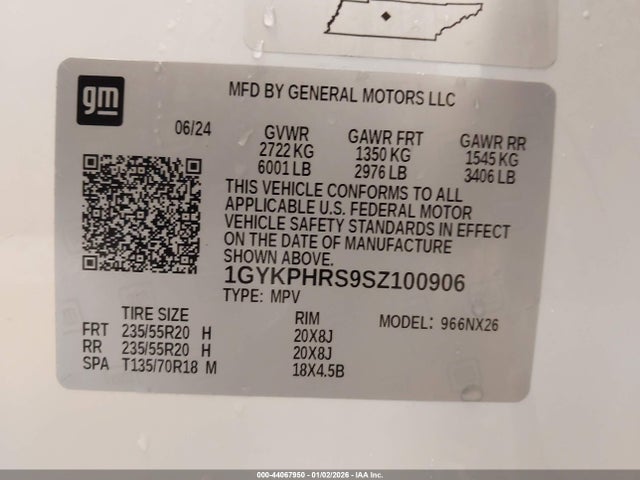 gm
MFD BY GENERAL MOTORS LLC
06/24 GVWR GAWR FRT GAWR RR
2722 KG 1350 KG 1545 KG
6001 LB 2976 LB 3406 LB
THIS VEHICLE CONFORMS TO ALL
APPLICABLE U.S. FEDERAL MOTOR
VEHICLE SAFETY STANDARDS IN EFFECT
ON THE DATE OF MANUFACTURE
SHOWN ABOVE.
1GYKPHRS9SZ100906
TYPE: MPV
TIRE SIZE RIM MODEL: 966NX26
FRT 235/55R20 H 20X8J
RR 235/55R20 H 20X8J
SPA T135/70R18 M 18X4.5B
000-44067950 - 01/02/2026 - IAA Inc.